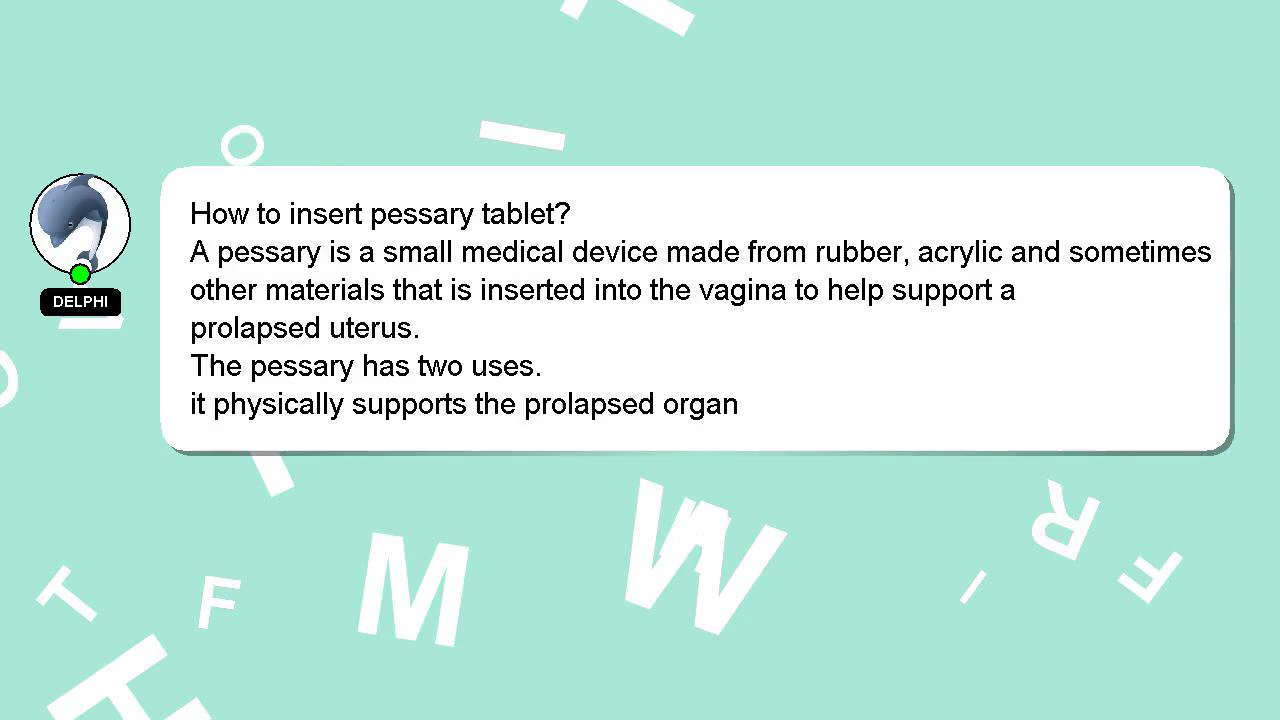 How to insert pessary tablet?
A pessary is a small medical device made from rubber, acrylic and sometimes
other materials that is inserted into the vagina to help support a
prolapsed uterus.
The pessary has two uses.
it physically supports the prolapsed organ
DELPHI
O
T
F
M
W
A
R
F
H